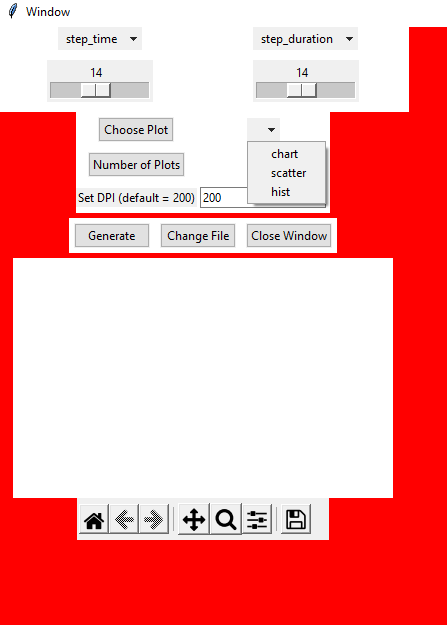 Window
step_time step_duration
14 14
Choose Plot
chart
Number of Plots
scatter
hist
Set DPI (default = 200) 200
Generate Change File Close Window